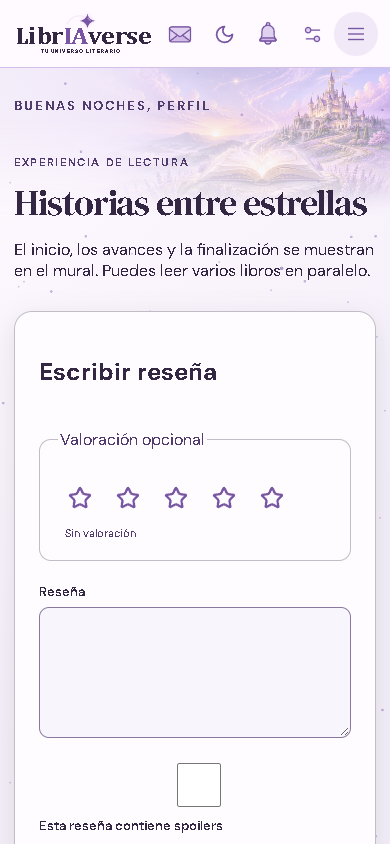 LibrIAverse
TU UNIVERSO LITERARIO
BUENAS NOCHES, PERFIL
EXPERIENCIA DE LECTURA
Historias entre estrellas
El inicio, los avances y la finalización se muestran
en el mural. Puedes leer varios libros en paralelo.
Escribir reseña
Valoración opcional
Sin valoración
Reseña
Esta reseña contiene spoilers